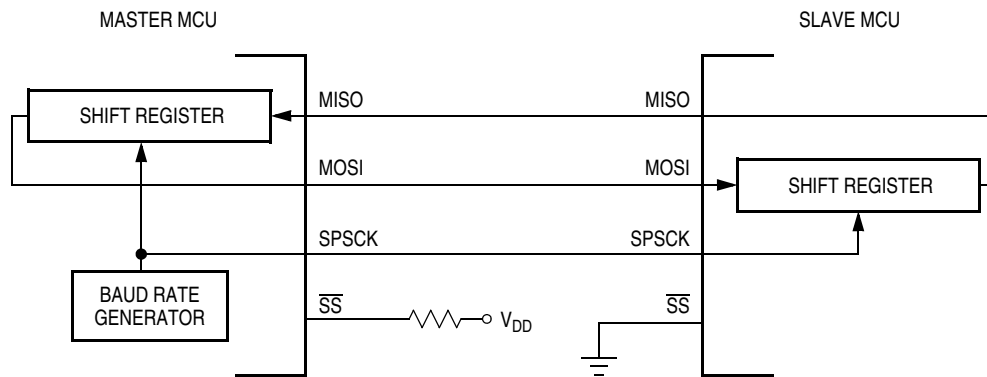 MASTER MCU
SLAVE MCU
SHIFT REGISTER
MISO
MISO
MOSI
MOSI
SHIFT REGISTER
SPSCK
SPSCK
BAUD RATE
GENERATOR
SS
VDD
SS